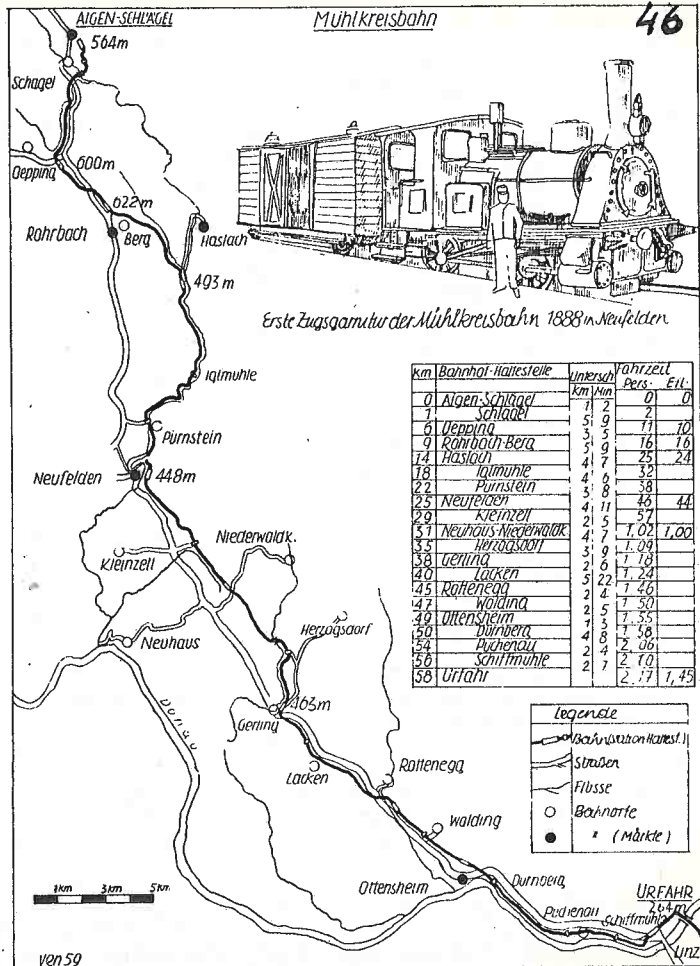 Mühlkreisbahn
46
AIGEN-SCHLÄGEL
564m
Schagel
Oepping
600m
622m
Rohrbach
Berg
Haslach
493 m
Erste Zugsgarnitur der Mühlkreisbahn 1888 in Neufelden
Iglmühle
Pürnstein
Neufelden
448m
Kleinzell
Niederwaldk.
Neuhaus
Herzogsdorf
Donau
Gerling
463m
Lacken
Rottenegg
Walding
Ottensheim
Dürnberg
Puchenau
Schiffmühle
URFAHR
264m
Linz
km Bahnhof-Haltestelle Untersch Fahrzeit
Km Min Pers. Eil.
0 Aigen-Schlägel 0 0
1 2
1 Schlägel 2
5 9
6 Oepping 11 10
3 5
9 Rohrbach-Berg 16 16
5 9
14 Haslach 25 24
4 7
18 Iglmühle 32
4 6
22 Pürnstein 38
3 8
25 Neufelden 46 44
4 11
29 Kleinzell 57
2 5
31 Neuhaus-Niederwaldk 1,02 1,00
4 7
35 Herzogsdorf 1.09
3 9
38 Gerling 1 18
2 6
40 Lacken 1.24
5 22
45 Rottenegg 1 46
2 4
47 Walding 1 50
2 5
49 Ottensheim 1 55
1 3
50 Dürnberg 1 58
4 8
54 Puchenau 2,06
2 4
56 Schiffmühle 2 10
2 7
58 Urfahr 2.17 1,45
Legende
Bahn(station Haltest.)
Straßen
Flüsse
Bahnorte
" (Märkte)
1km 3km 5km
ven 59